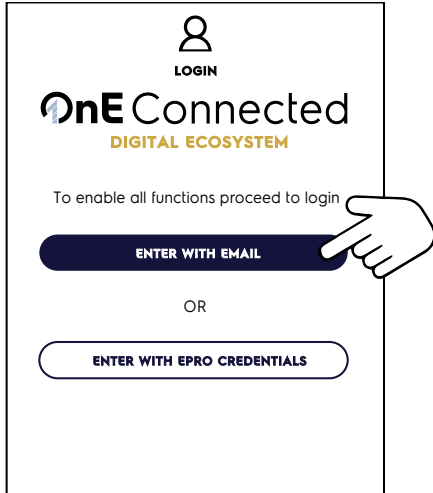 LOGIN
OnE Connected
DIGITAL ECOSYSTEM
To enable all functions proceed to login
ENTER WITH EMAIL
OR
ENTER WITH EPRO CREDENTIALS